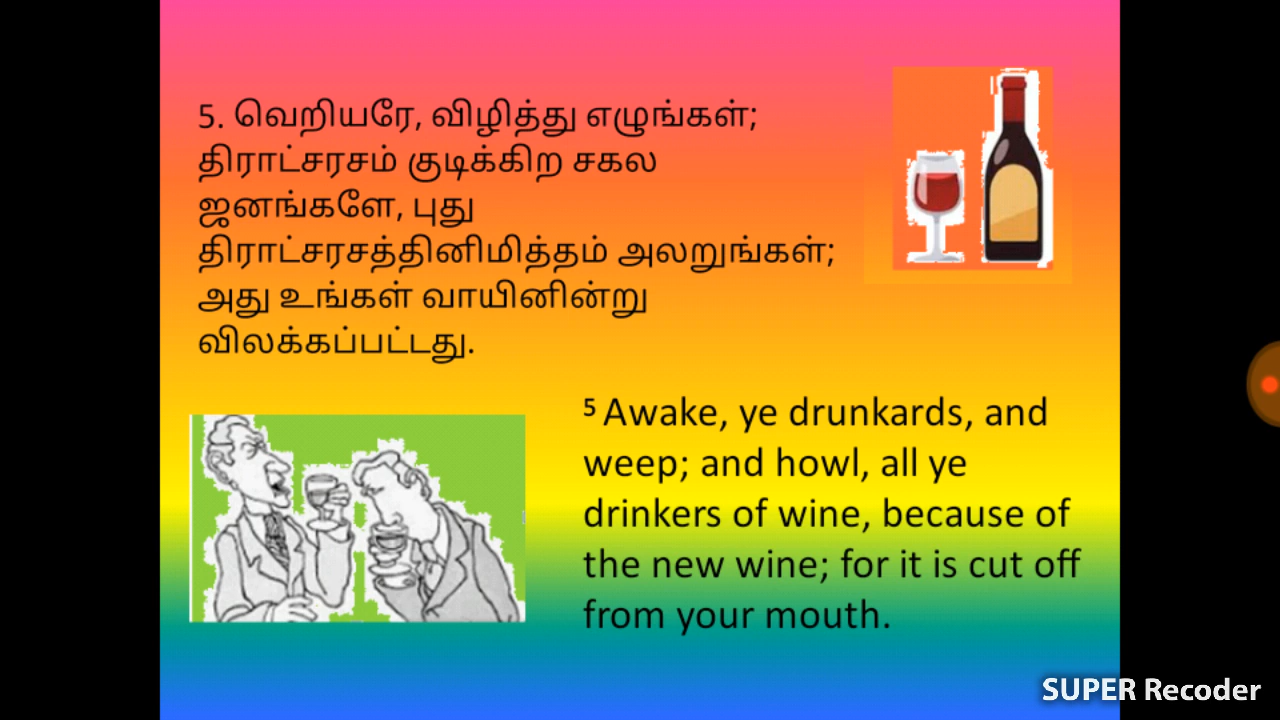 5. வெறியரே, விழித்து எழுங்கள்;
திராட்சரசம் குடிக்கிற சகல
ஜனங்களே, புது
திராட்சரசத்தினிமித்தம் அலறுங்கள்;
அது உங்கள் வாயினின்று
விலக்கப்பட்டது.
5 Awake, ye drunkards, and
weep; and howl, all ye
drinkers of wine, because of
the new wine; for it is cut off
from your mouth.
SUPER Recoder